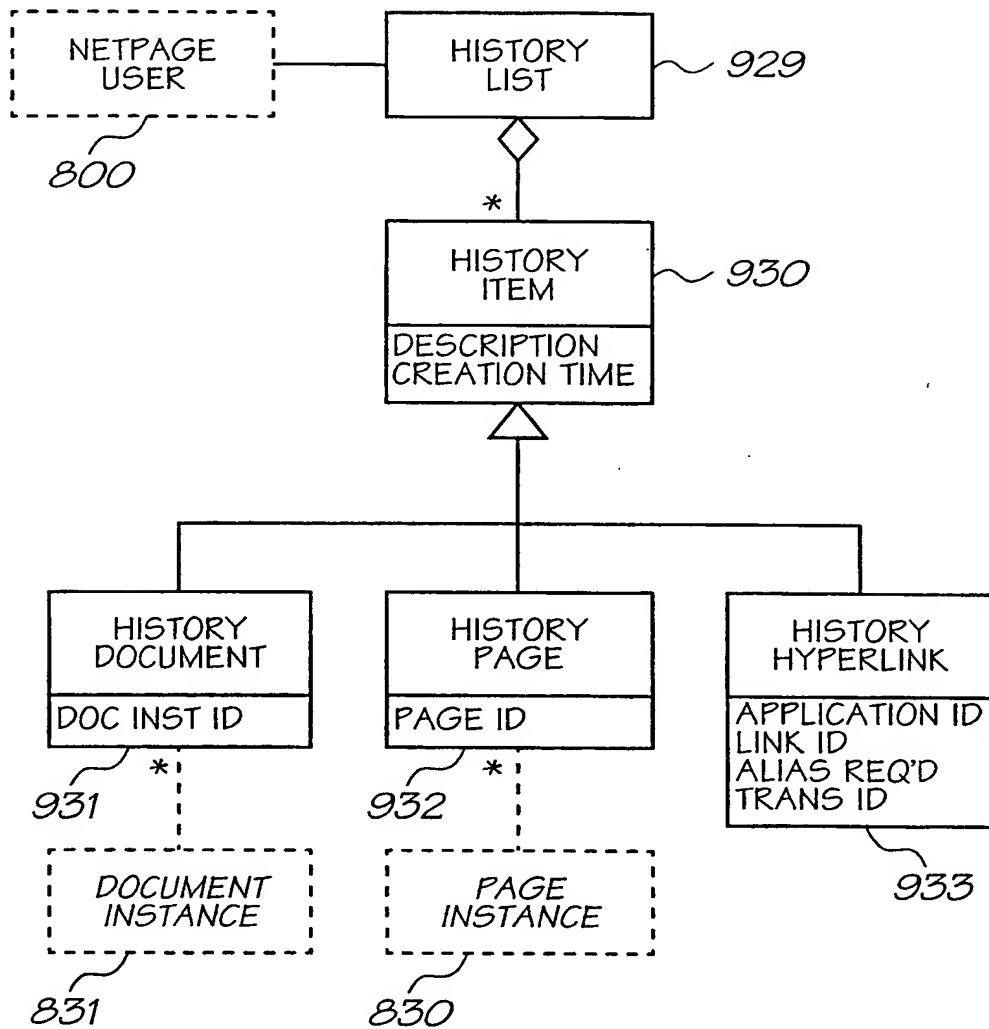 NETPAGE
USER
800
HISTORY
LIST
929
*
HISTORY
ITEM
930
DESCRIPTION
CREATION TIME
HISTORY
DOCUMENT
DOC INST ID
931
*
HISTORY
PAGE
PAGE ID
932
*
HISTORY
HYPERLINK
APPLICATION ID
LINK ID
ALIAS REQ'D
TRANS ID
933
DOCUMENT
INSTANCE
831
PAGE
INSTANCE
830